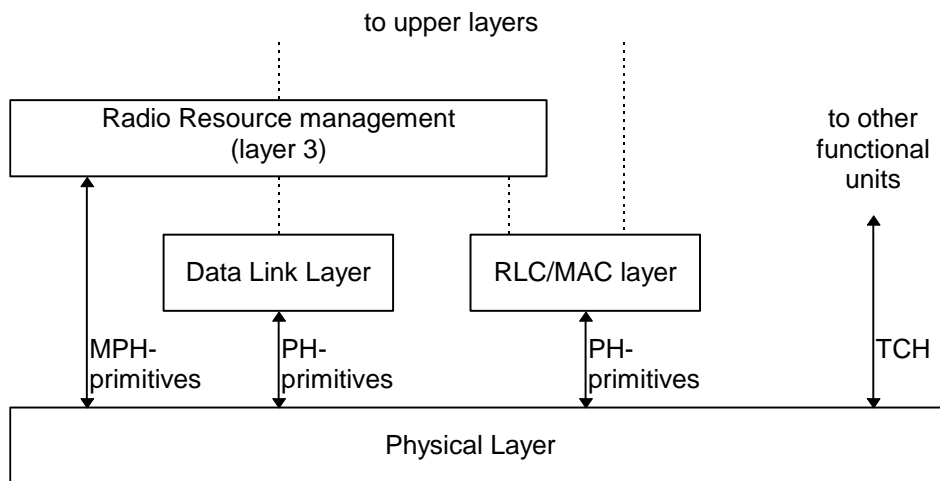 to upper layers
Radio Resource management
(layer 3)
to other
functional
units
Data Link Layer
RLC/MAC layer
MPH-
primitives
PH-
primitives
PH-
primitives
TCH
Physical Layer